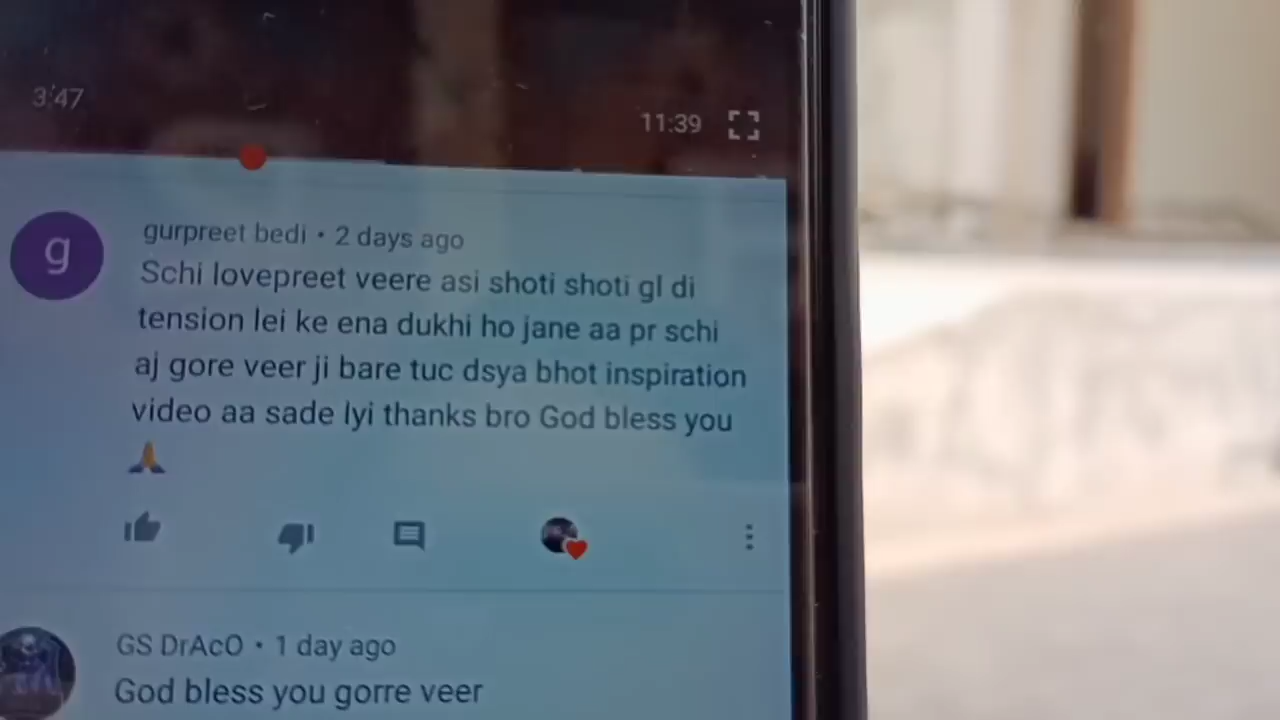 3:47
11:39
g
gurpreet bedi • 2 days ago
Schi lovepreet veere asi shoti shoti gl di
tension lei ke ena dukhi ho jane aa pr schi
aj gore veer ji bare tuc dsya bhot inspiration
video aa sade lyi thanks bro God bless you
🙏
GS DrAcO • 1 day ago
God bless you gorre veer